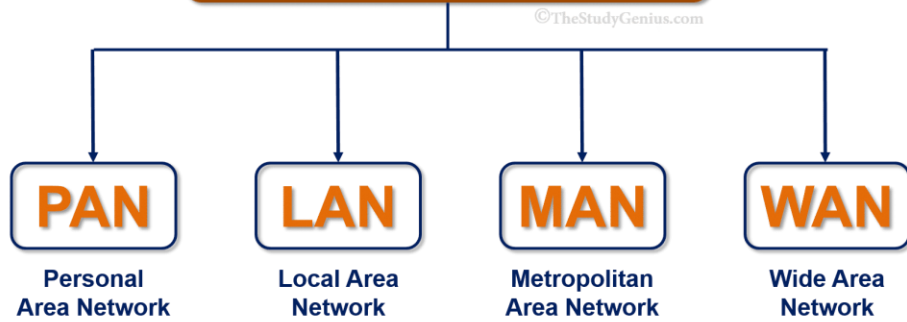 ©TheStudyGenius.com
PAN
LAN
MAN
WAN
Personal
Area Network
Local Area
Network
Metropolitan
Area Network
Wide Area
Network